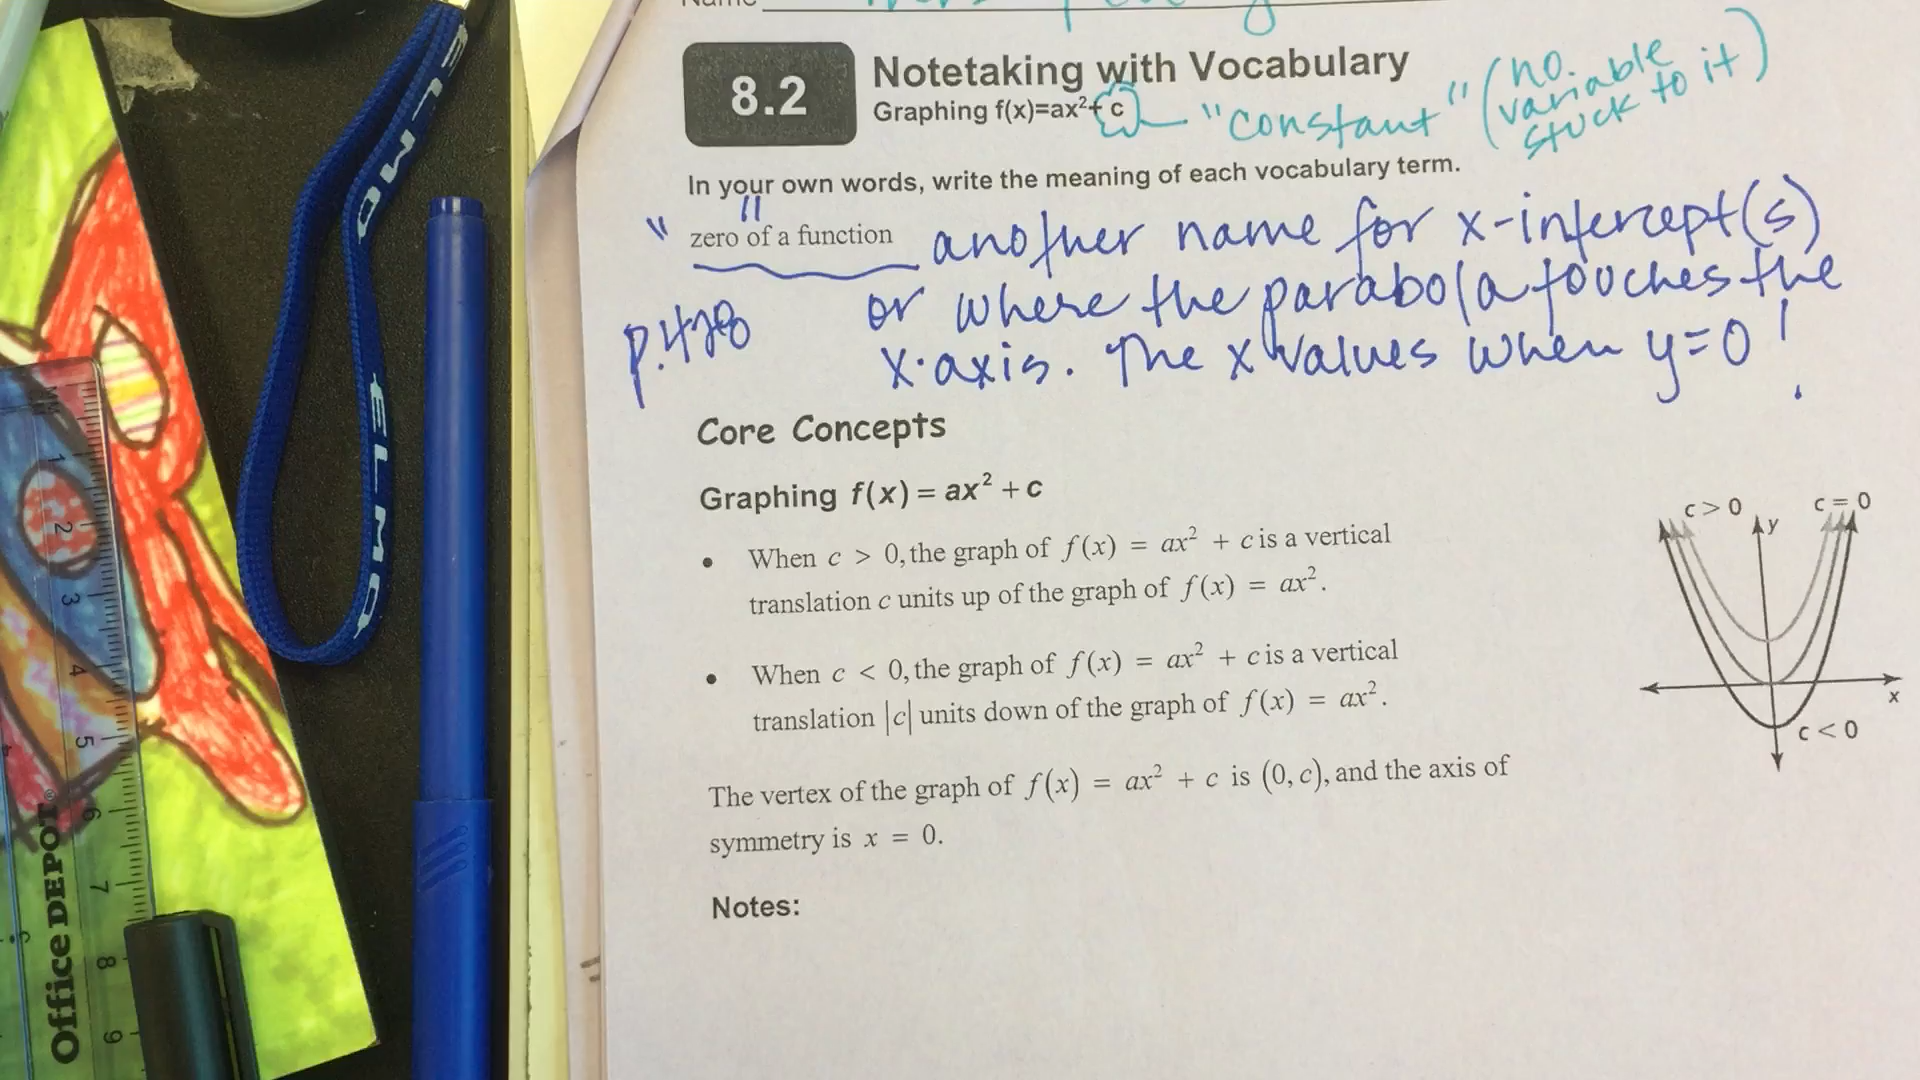 Name
8.2
Notetaking with Vocabulary
Graphing f(x)=ax²+ c
"constant" (no
variable
stuck to it)
In your own words, write the meaning of each vocabulary term.
" zero of a function "
another name for x-intercept(s)
or where the parabola touches the
x-axis. The x values when y=0!
p.428
Core Concepts
Graphing f(x) = ax² + c
• When c > 0, the graph of f(x) = ax² + c is a vertical
translation c units up of the graph of f(x) = ax².
• When c < 0, the graph of f(x) = ax² + c is a vertical
translation |c| units down of the graph of f(x) = ax².
The vertex of the graph of f(x) = ax² + c is (0, c), and the axis of
symmetry is x = 0.
Notes:
c > 0
c = 0
y
x
c < 0
ELMO
ELMO
Office DEPOT®
MM
1
2
3
4
5
6
7
8
9